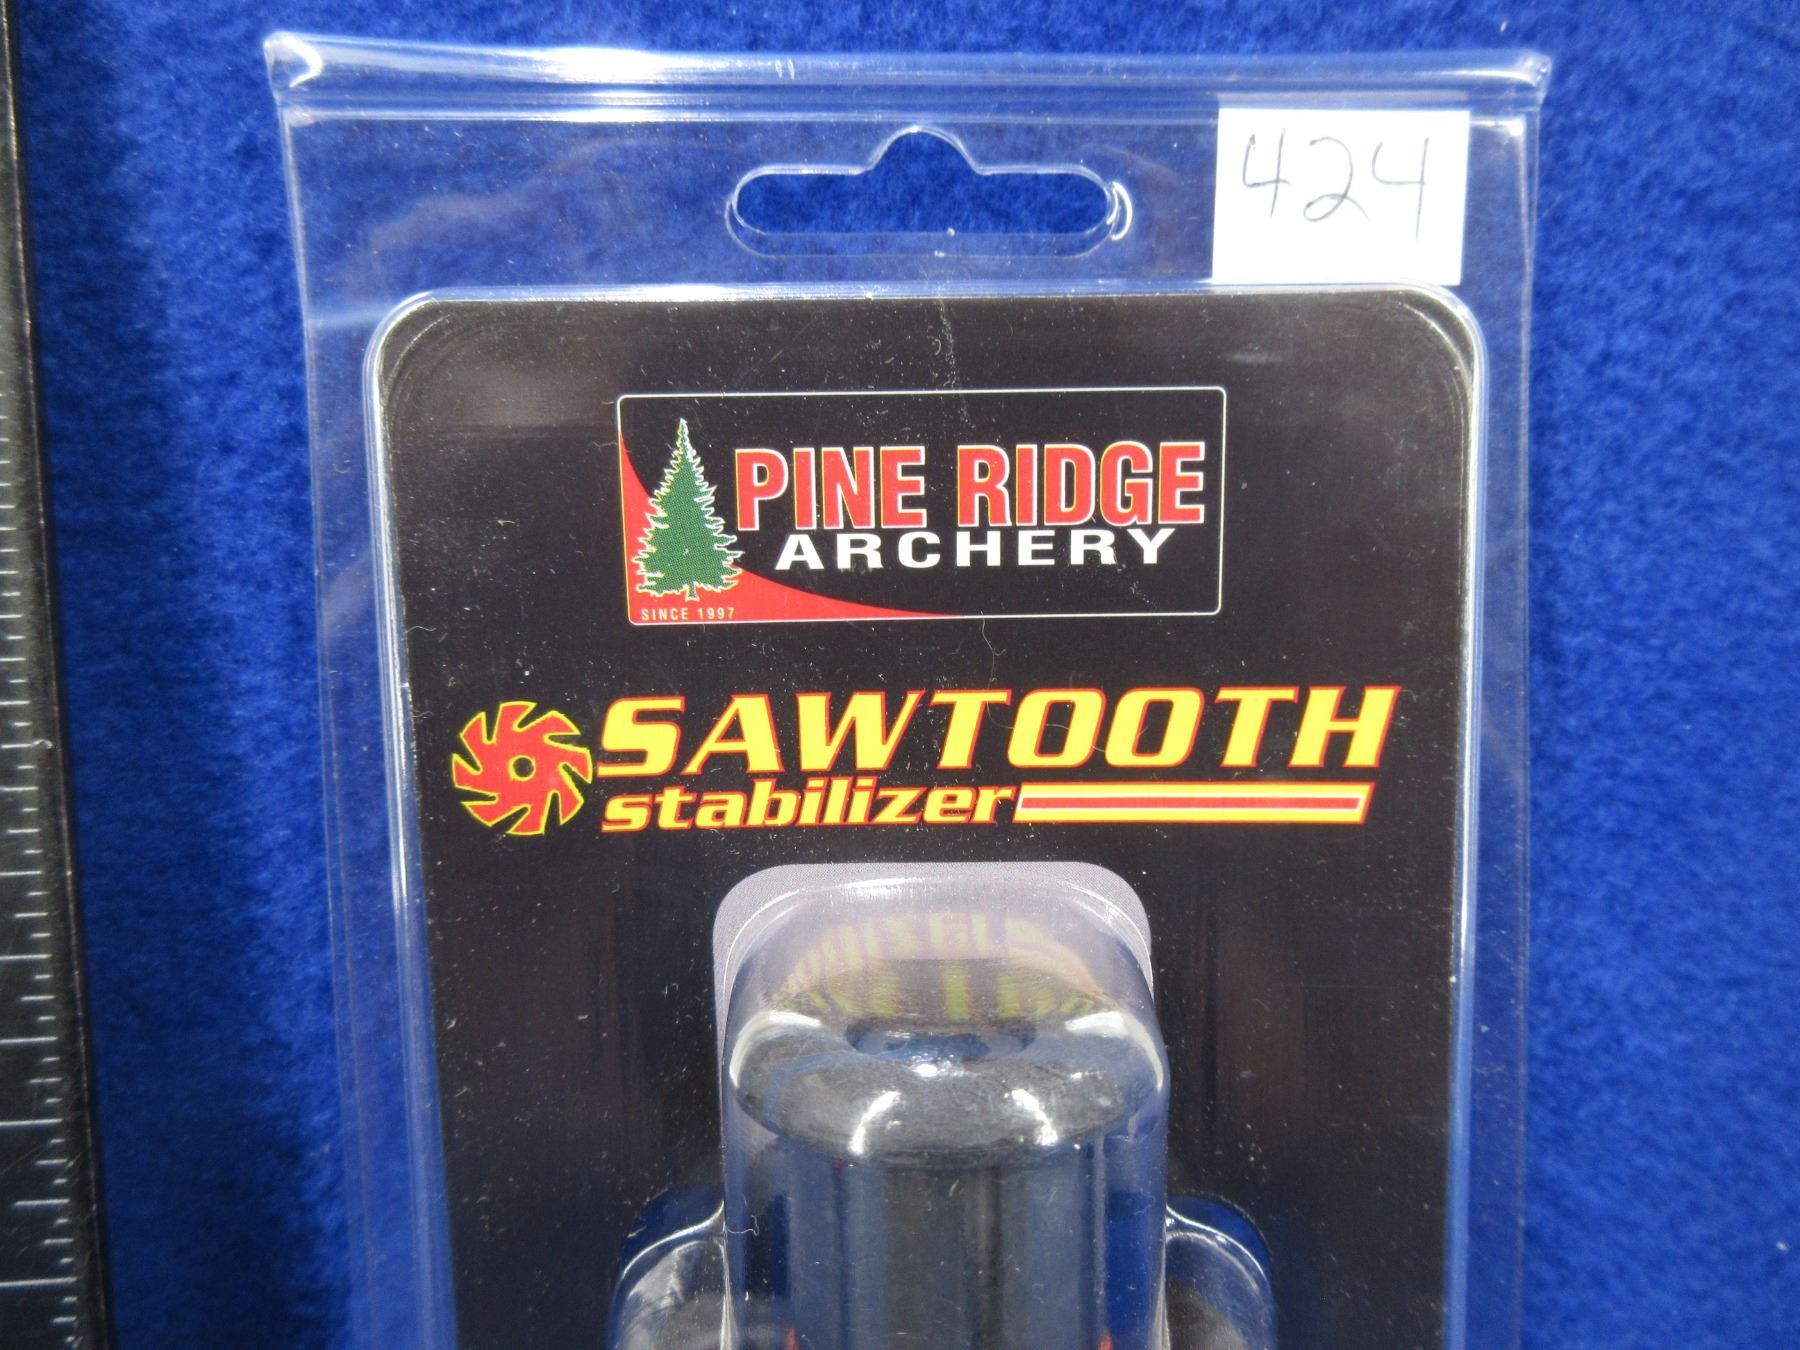 424
PINE RIDGE
ARCHERY
SINCE 1997
SAWTOOTH
stabilizer